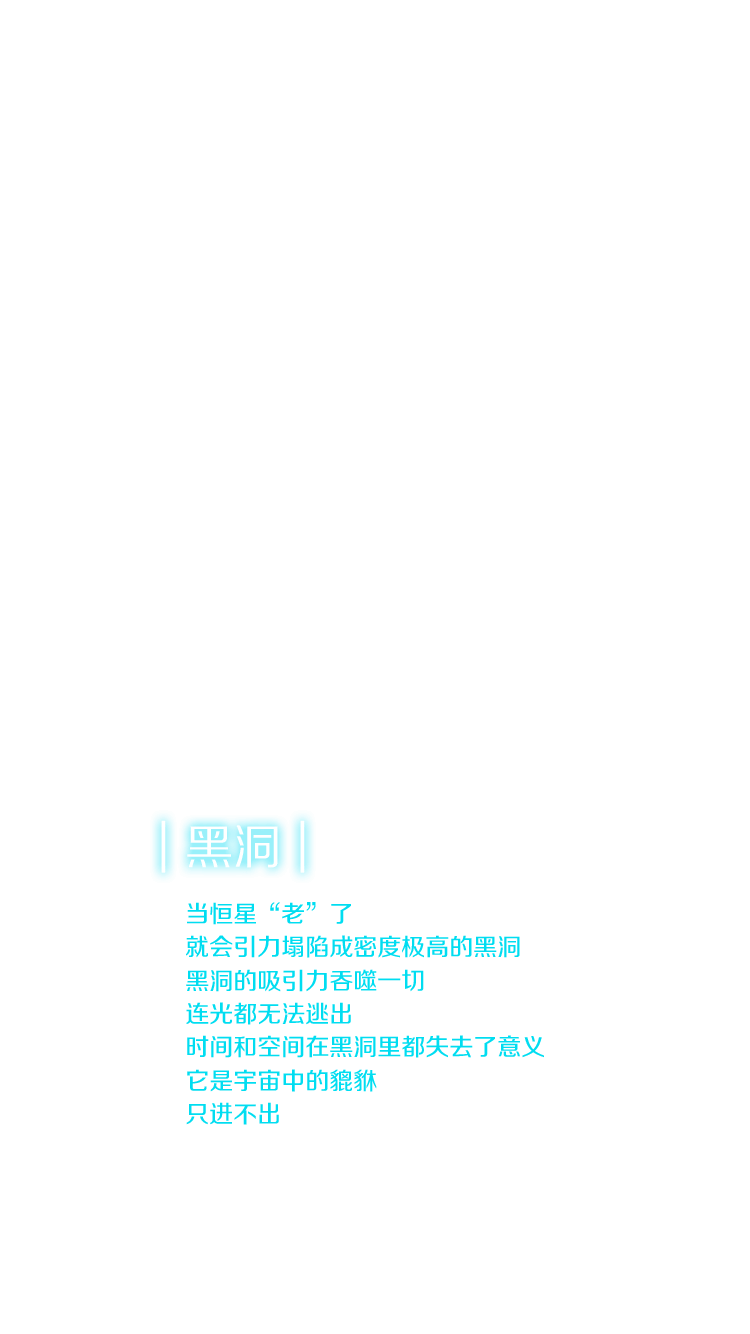 | 黑洞 |
当恒星“老”了
就会引力塌陷成密度极高的黑洞
黑洞的吸引力吞噬一切
连光都无法逃出
时间和空间在黑洞里都失去了意义
它是宇宙中的貔貅
只进不出